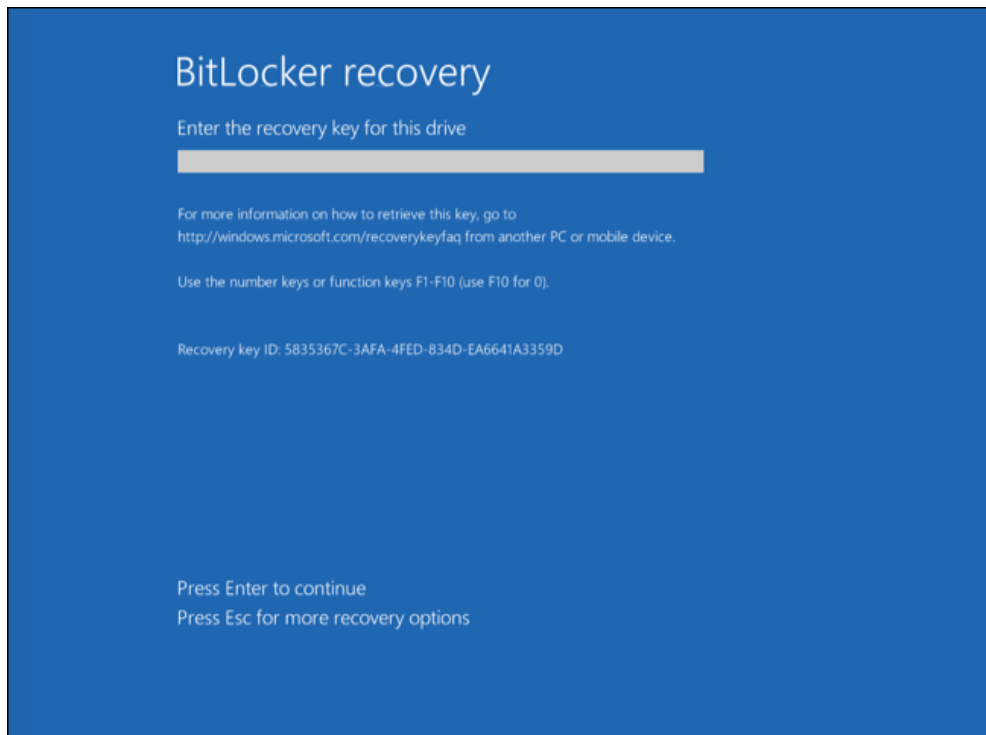 BitLocker recovery
Enter the recovery key for this drive
For more information on how to retrieve this key, go to
http://windows.microsoft.com/recoverykeyfaq from another PC or mobile device.
Use the number keys or function keys F1-F10 (use F10 for 0).
Recovery key ID: 5835367C-3AFA-4FED-834D-EA6641A3359D
Press Enter to continue
Press Esc for more recovery options